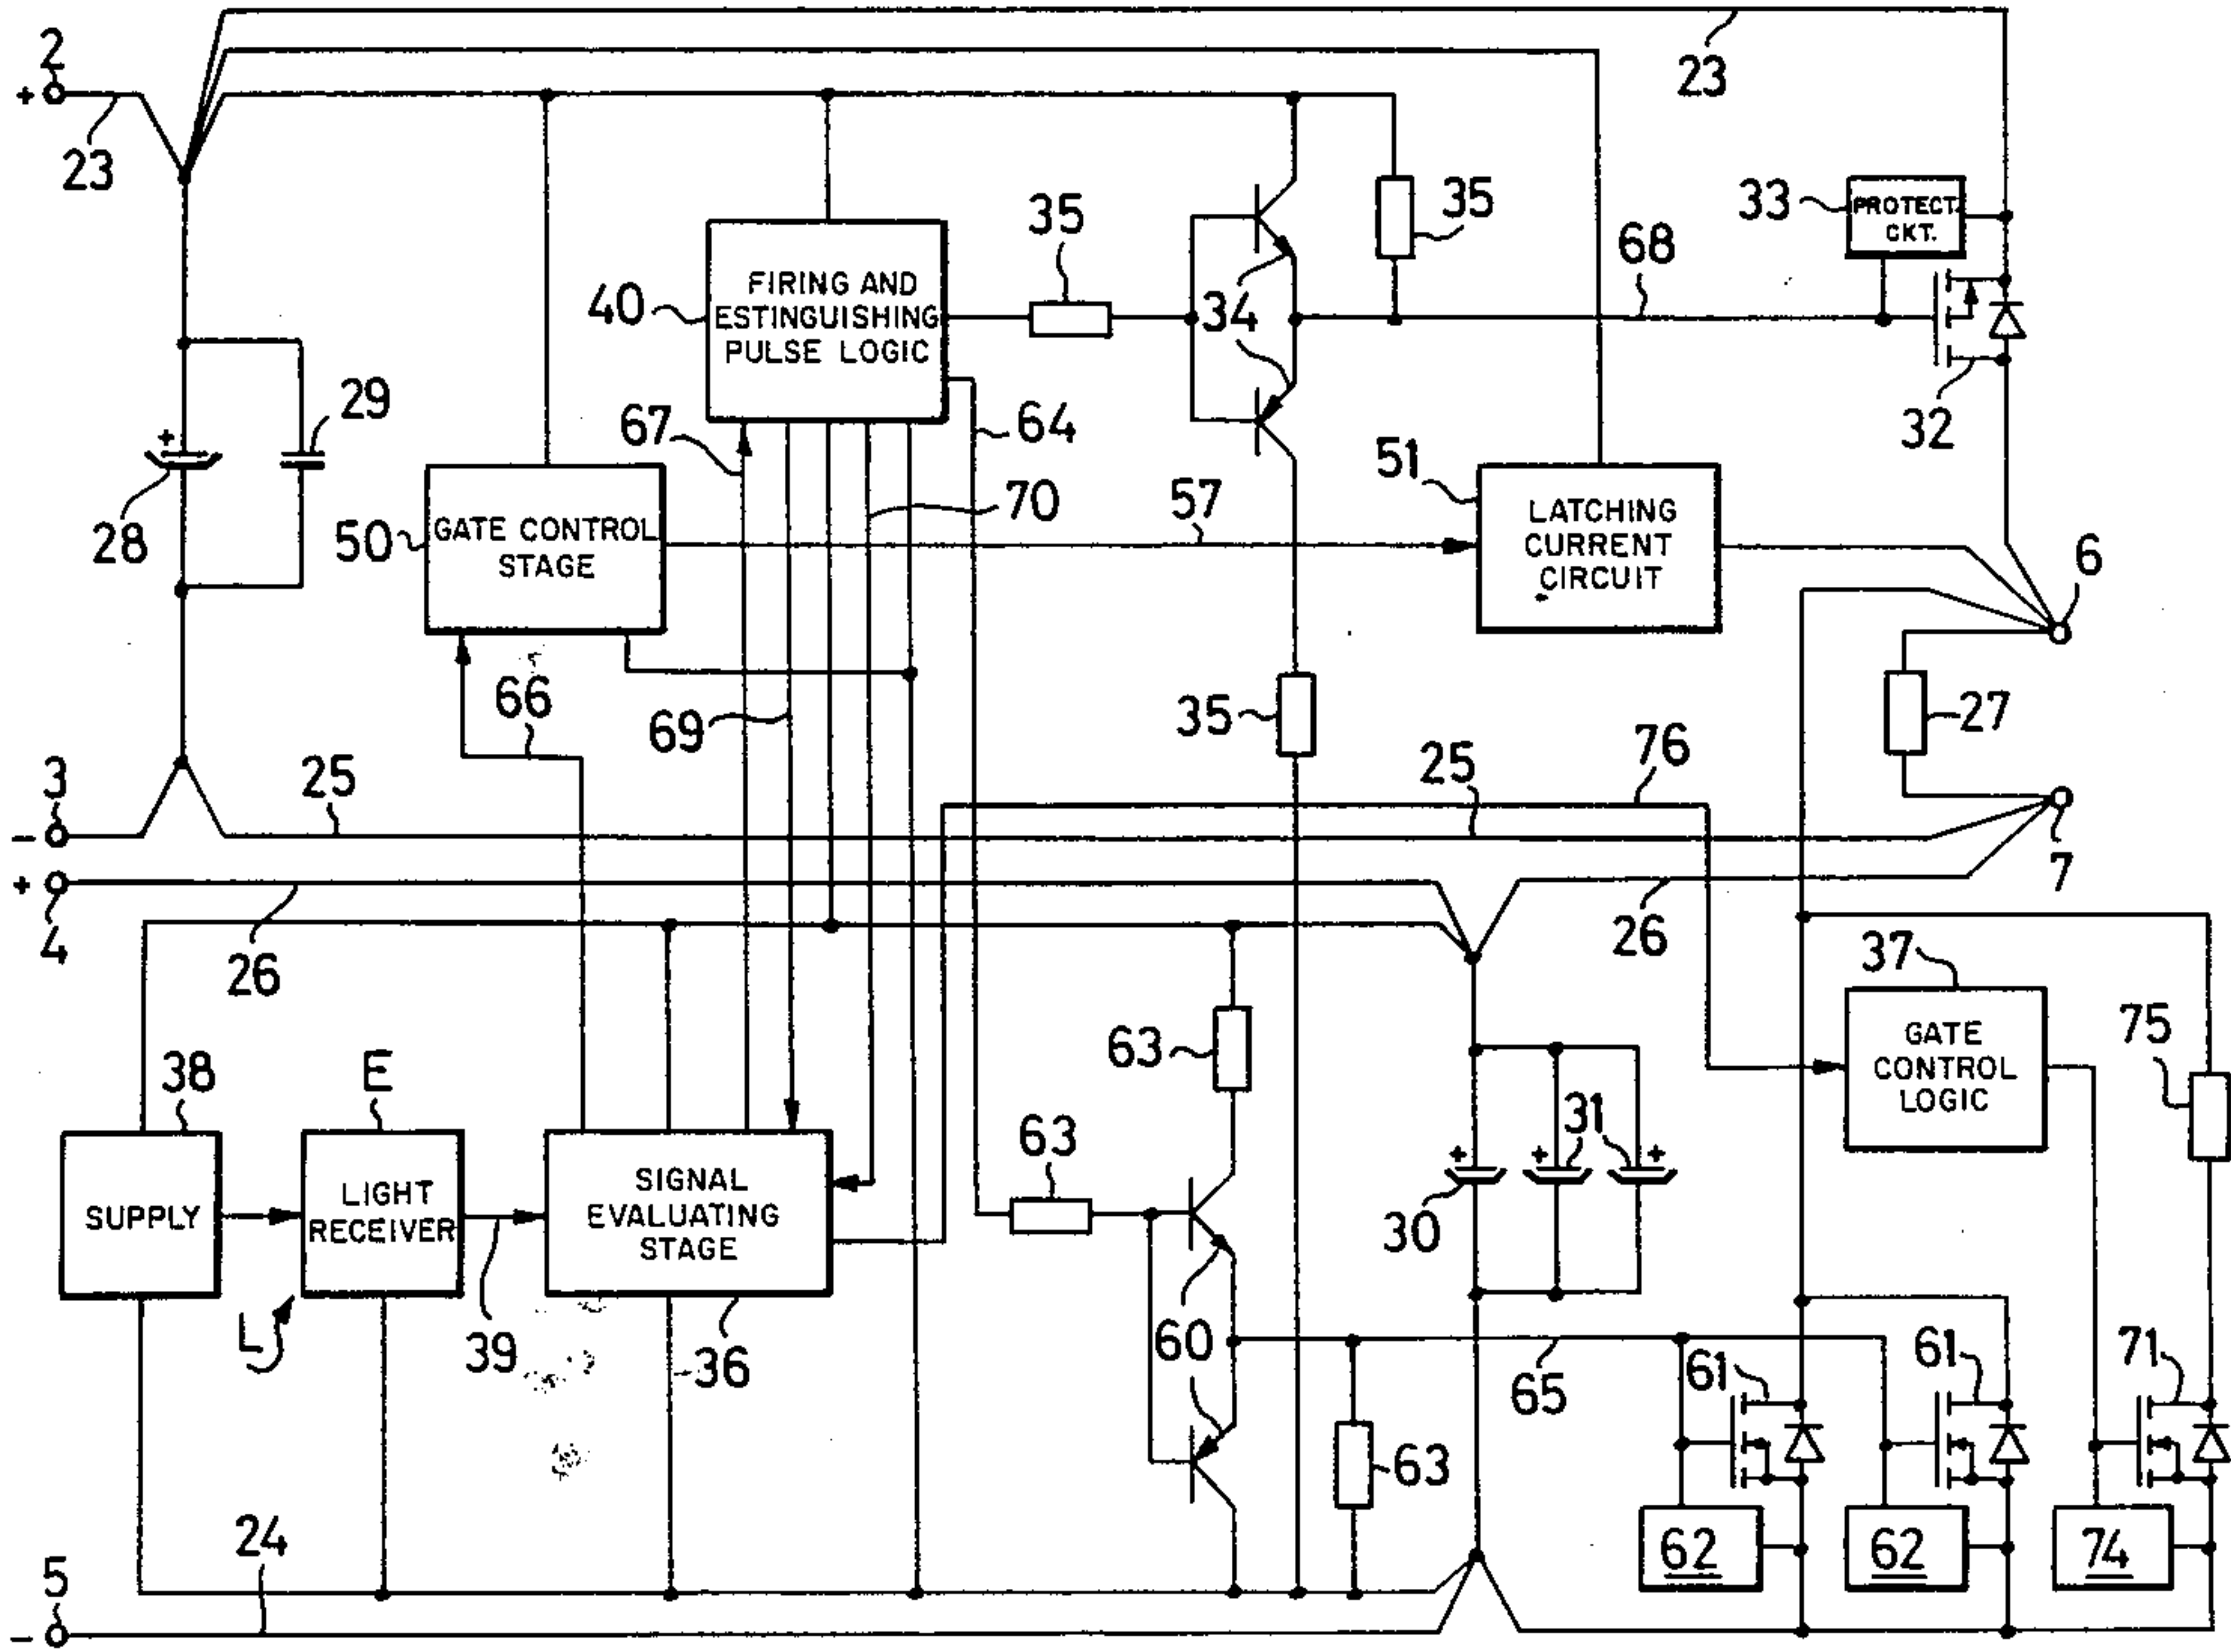 2
+
23
23
33
PROTECT.
CKT.
35
35
68
34
40
FIRING AND
ESTINGUISHING
PULSE LOGIC
32
29
+
28
67
64
51
LATCHING
CURRENT
CIRCUIT
57
70
50
GATE CONTROL
STAGE
6
66
69
35
27
76
3
-
25
25
7
+
4
26
26
37
GATE
CONTROL
LOGIC
75
38
SUPPLY
E
LIGHT
RECEIVER
L
39
SIGNAL
EVALUATING
STAGE
36
63
63
+
+
+
31
30
60
65
61
61
71
63
62
62
74
24
5
-